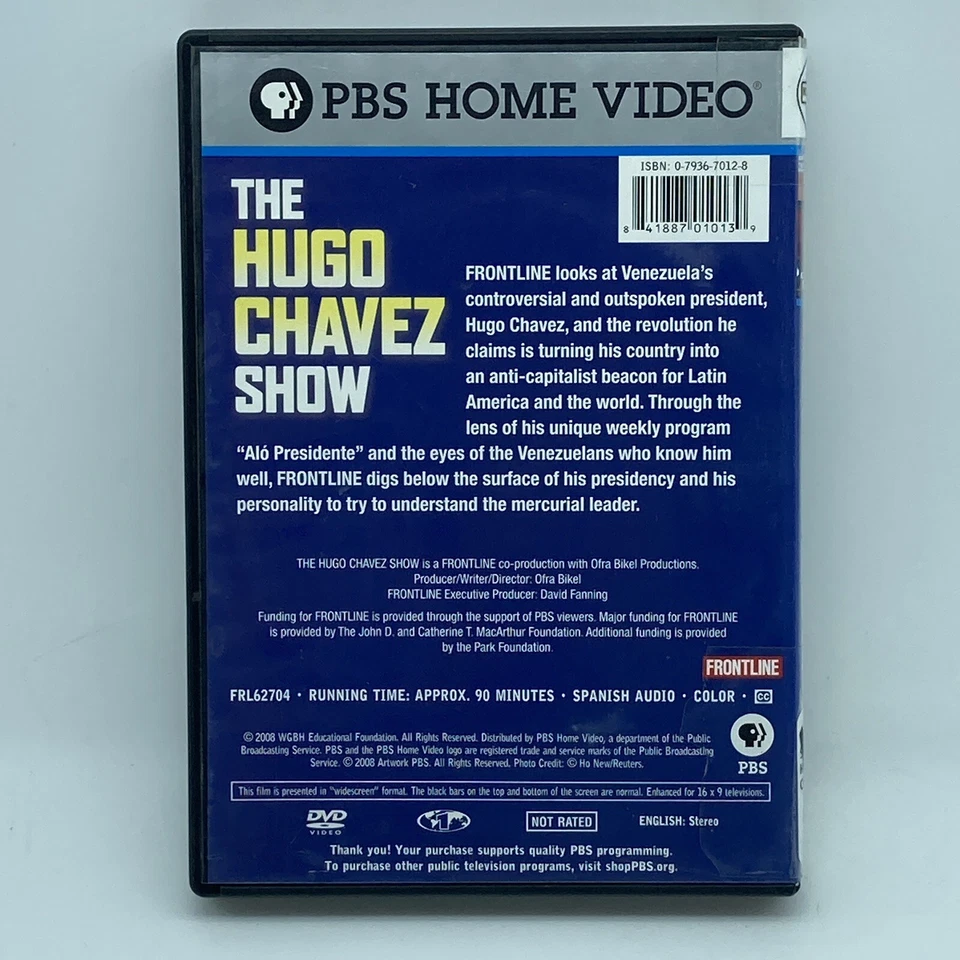 PBS HOME VIDEO®
ISBN: 0-7936-7012-8
8 41887 01013 9
THE
HUGO
CHAVEZ
SHOW
FRONTLINE looks at Venezuela's
controversial and outspoken president,
Hugo Chavez, and the revolution he
claims is turning his country into
an anti-capitalist beacon for Latin
America and the world. Through the
lens of his unique weekly program
“Aló Presidente” and the eyes of the Venezuelans who know him
well, FRONTLINE digs below the surface of his presidency and his
personality to try to understand the mercurial leader.
THE HUGO CHAVEZ SHOW is a FRONTLINE co-production with Ofra Bikel Productions.
Producer/Writer/Director: Ofra Bikel
FRONTLINE Executive Producer: David Fanning
Funding for FRONTLINE is provided through the support of PBS viewers. Major funding for FRONTLINE
is provided by The John D. and Catherine T. MacArthur Foundation. Additional funding is provided
by the Park Foundation.
FRONTLINE
FRL62704 • RUNNING TIME: APPROX. 90 MINUTES • SPANISH AUDIO • COLOR • CC
© 2008 WGBH Educational Foundation. All Rights Reserved. Distributed by PBS Home Video, a department of the Public
Broadcasting Service. PBS and the PBS Home Video logo are registered trade and service marks of the Public Broadcasting
Service. © 2008 Artwork PBS. All Rights Reserved. Photo Credit: © Ho New/Reuters.
PBS
This film is presented in "widescreen" format. The black bars on the top and bottom of the screen are normal. Enhanced for 16 x 9 televisions.
DVD
VIDEO
1
NOT RATED
ENGLISH: Stereo
Thank you! Your purchase supports quality PBS programming.
To purchase other public television programs, visit shopPBS.org.